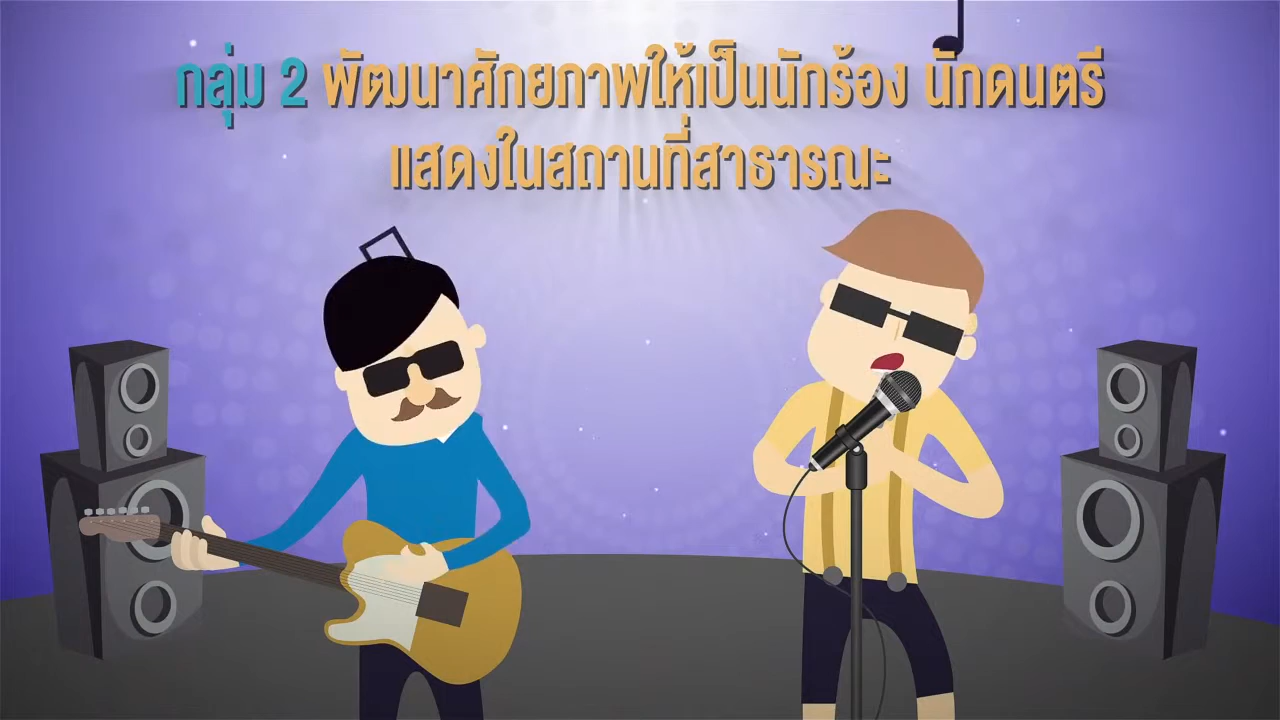 กลุ่ม 2 พัฒนาศักยภาพให้เป็นนักร้อง นักดนตรี
แสดงในสถานที่สาธารณะ